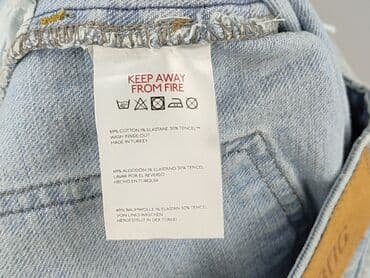 KEEP AWAY
FROM FIRE
69% COTTON 1% ELASTANE 30% TENCEL™
WASH INSIDE OUT
MADE IN TURKEY
69% ALGODÓN 1% ELASTANO 30% TENCEL
LAVAR POR EL REVERSO
HECHO EN TURQUÍA
69% BAUMWOLLE 1% ELASTAN 30% TENCEL
VON LINKS WASCHEN
HERGESTELLT IN DER TÜRKEI